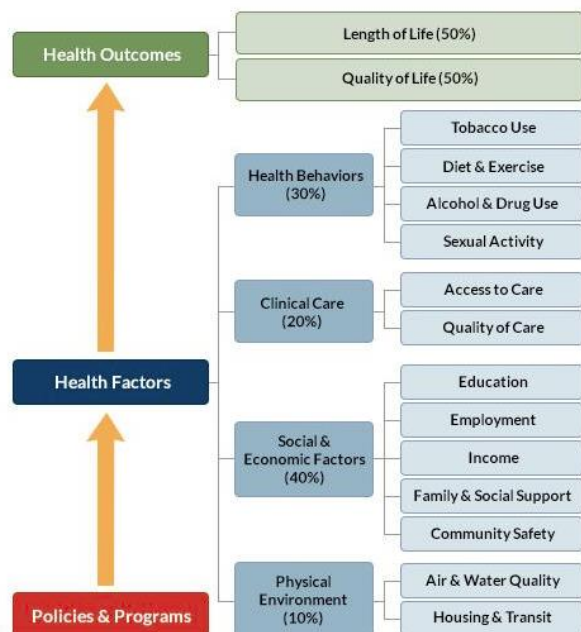 Health Outcomes
Length of Life (50%)
Quality of Life (50%)
Health Factors
Health Behaviors
(30%)
Tobacco Use
Diet & Exercise
Alcohol & Drug Use
Sexual Activity
Clinical Care
(20%)
Access to Care
Quality of Care
Social &
Economic Factors
(40%)
Education
Employment
Income
Family & Social Support
Community Safety
Physical
Environment
(10%)
Air & Water Quality
Housing & Transit
Policies & Programs